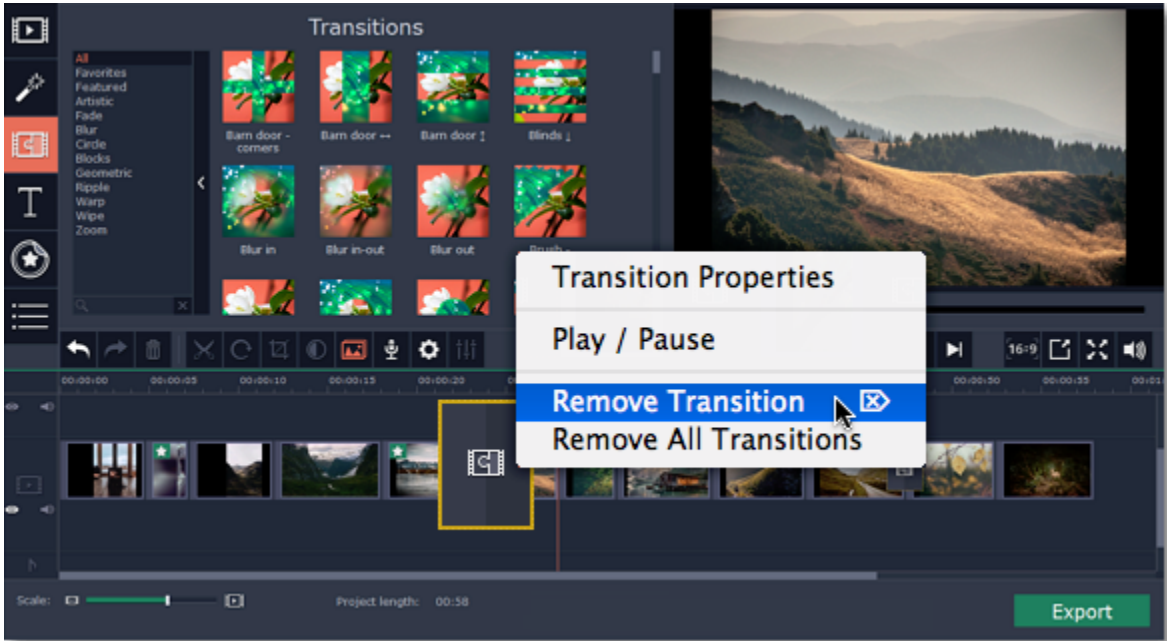 Transitions
All
Favorites
Featured
Artistic
Fade
Blur
Circle
Blocks
Geometric
Ripple
Warp
Wipe
Zoom
Barn door -
corners
Barn door ↔
Barn door ↕
Blinds ↓
Blur in
Blur in-out
Blur out
Brush -
Transition Properties
Play / Pause
Remove Transition
Remove All Transitions
16:9
00:00:00 00:00:05 00:00:10 00:00:15 00:00:20 00:00:50 00:00:55 00:01
Scale:
Project length: 00:58
Export